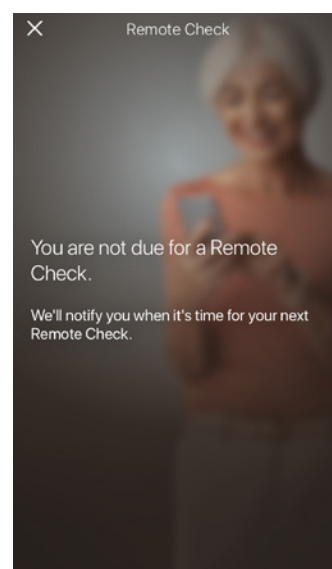 Remote Check
You are not due for a Remote
Check.
We'll notify you when it's time for your next
Remote Check.